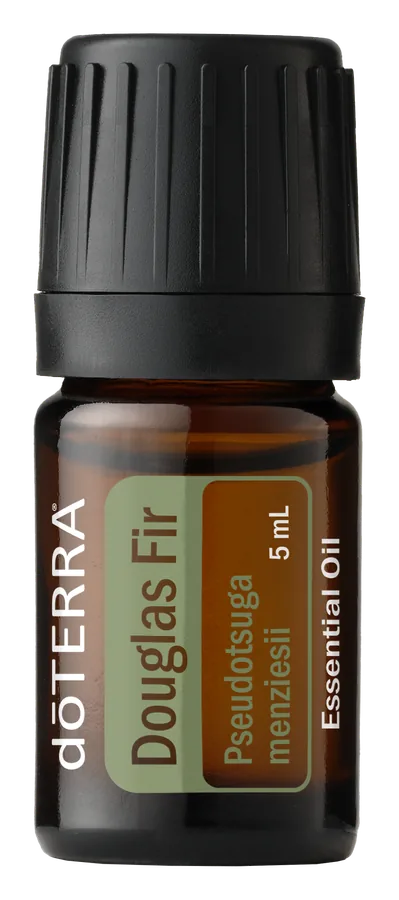 dōTERRA®
Douglas Fir
Pseudotsuga
menziesii
5 mL
Essential Oil